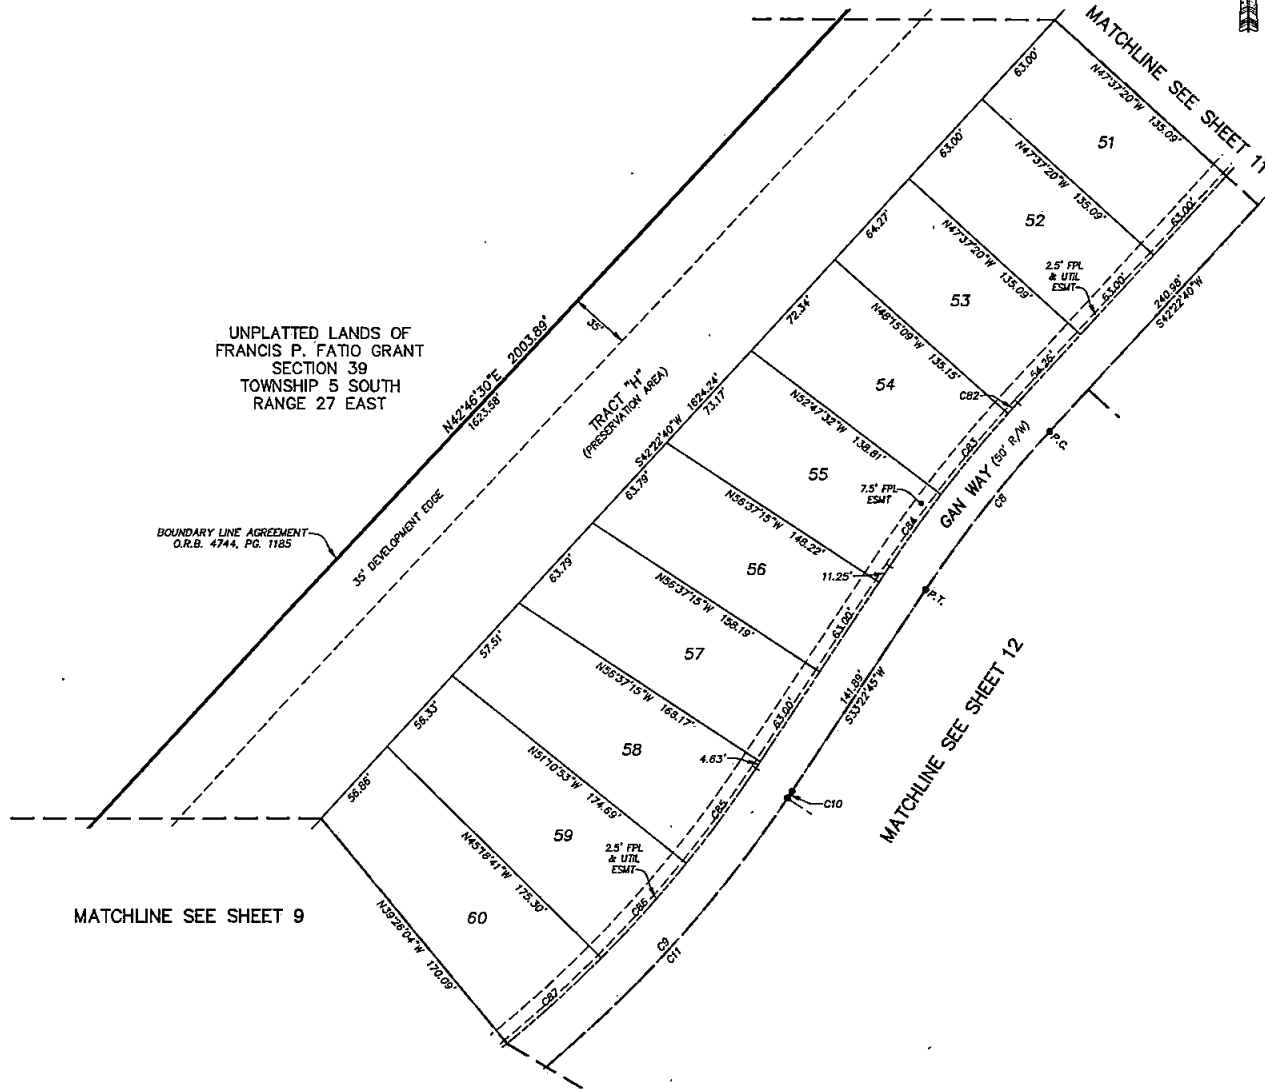 MATCHLINE SEE SHEET 11
63.00'
N47°37'20"W 135.09'
51
63.00'
63.00'
N47°37'20"W 135.09'
52
63.00'
2.5' FPL
& UTIL
ESMT
64.27'
N47°37'20"W 135.09'
53
54.26'
240.98'
S42°22'40"W
72.34'
N48°15'09"W 135.15'
54
C82
C83
UNPLATTED LANDS OF
FRANCIS P. FATIO GRANT
SECTION 39
TOWNSHIP 5 SOUTH
RANGE 27 EAST
N42°46'30"E 2003.89'
1623.58'
35'
TRACT "H"
(PRESERVATION AREA)
S42°22'40"W 1624.24'
73.17'
N52°47'32"W 138.81'
55
7.5' FPL
ESMT
C84
GAN WAY (50' R/W)
P.C.
C8
P.T.
63.79'
N56°37'15"W 148.22'
56
11.25'
63.00'
BOUNDARY LINE AGREEMENT
O.R.B. 4744, PG. 1185
35' DEVELOPMENT EDGE
63.79'
N56°37'15"W 158.19'
57
63.00'
141.89'
S33°22'45"W
MATCHLINE SEE SHEET 12
57.51'
N56°37'15"W 168.17'
58
4.63'
C85
C10
56.33'
N51°10'53"W 174.69'
59
2.5' FPL
& UTIL
ESMT
C86
56.86'
N45°18'41"W 175.30'
60
C87
C9
C11
N39°26'04"W 170.09'
MATCHLINE SEE SHEET 9